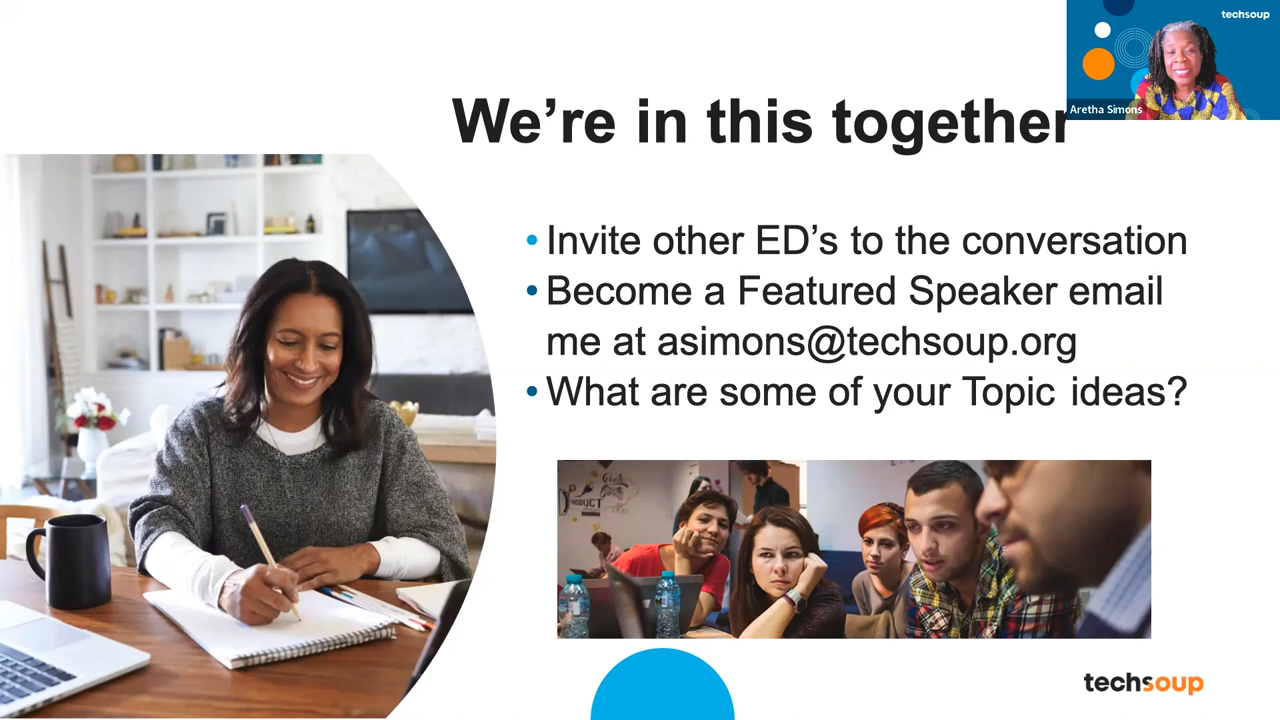 techsoup
Aretha Simons
We’re in this together
• Invite other ED’s to the conversation
• Become a Featured Speaker email
me at asimons@techsoup.org
• What are some of your Topic ideas?
PRODUCT
techsoup